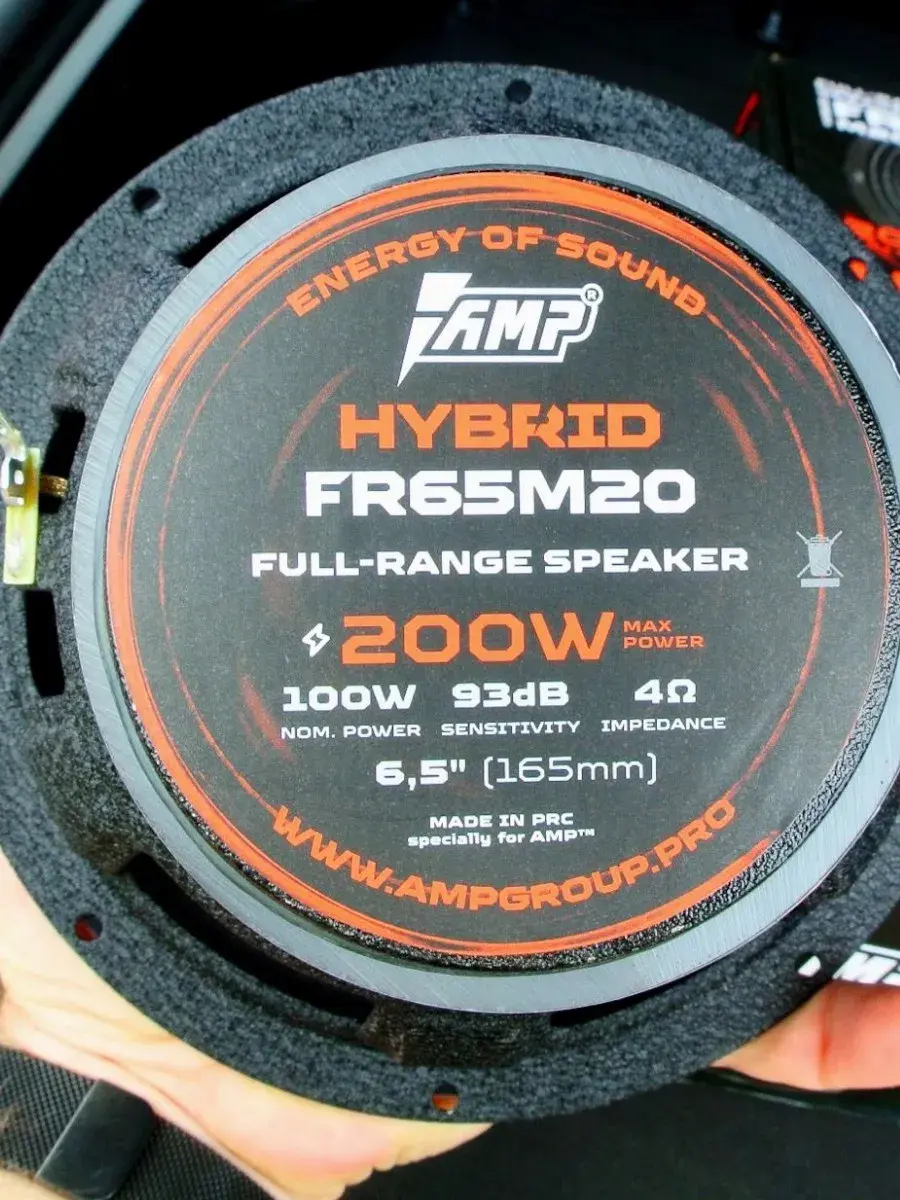 ENERGY OF SOUND
AMP®
HYBRID
FR65M20
FULL-RANGE SPEAKER
200W MAX POWER
100W 93dB 4Ω
NOM. POWER SENSITIVITY IMPEDANCE
6,5" (165mm)
MADE IN PRC
specially for AMP™
WWW.AMPGROUP.PRO